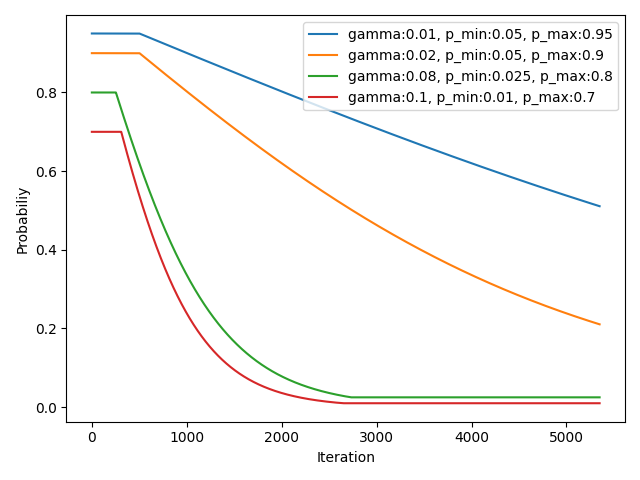 gamma:0.01, p_min:0.05, p_max:0.95
gamma:0.02, p_min:0.05, p_max:0.9
gamma:0.08, p_min:0.025, p_max:0.8
gamma:0.1, p_min:0.01, p_max:0.7
Probabiliy
0.8
0.6
0.4
0.2
0.0
0 1000 2000 3000 4000 5000
Iteration